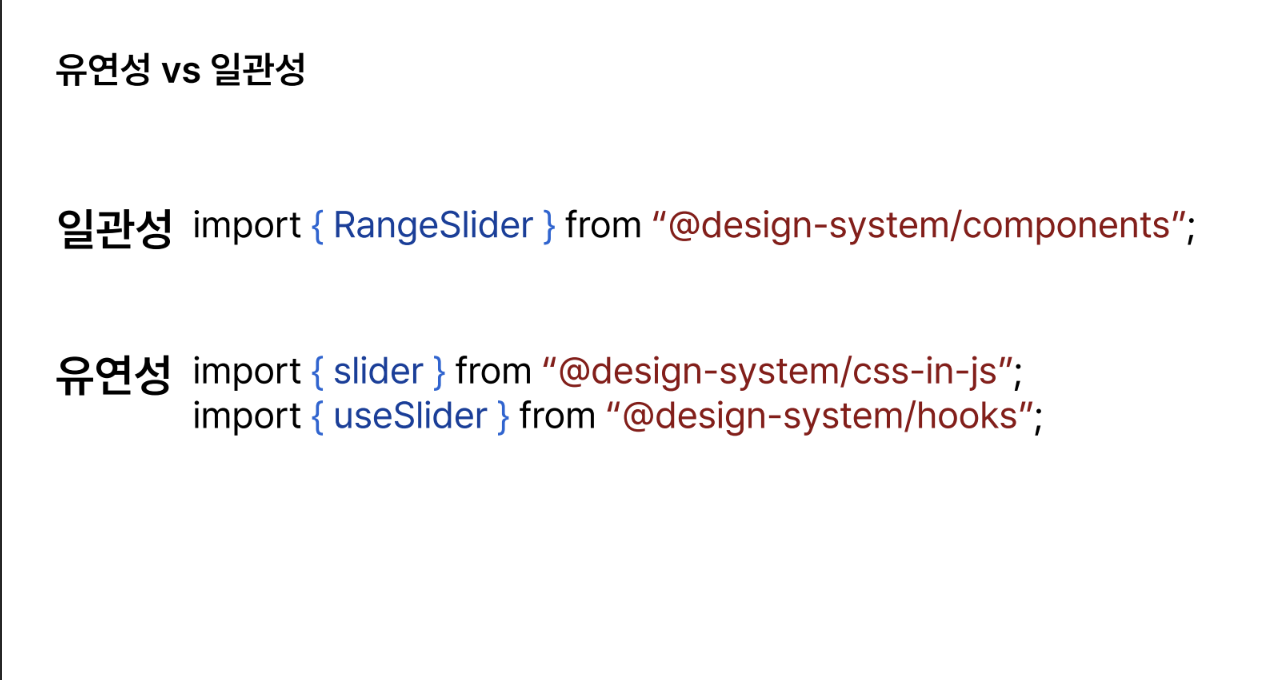 유연성 vs 일관성
일관성 import { RangeSlider } from “@design-system/components”;
유연성 import { slider } from “@design-system/css-in-js”;
import { useSlider } from “@design-system/hooks”;